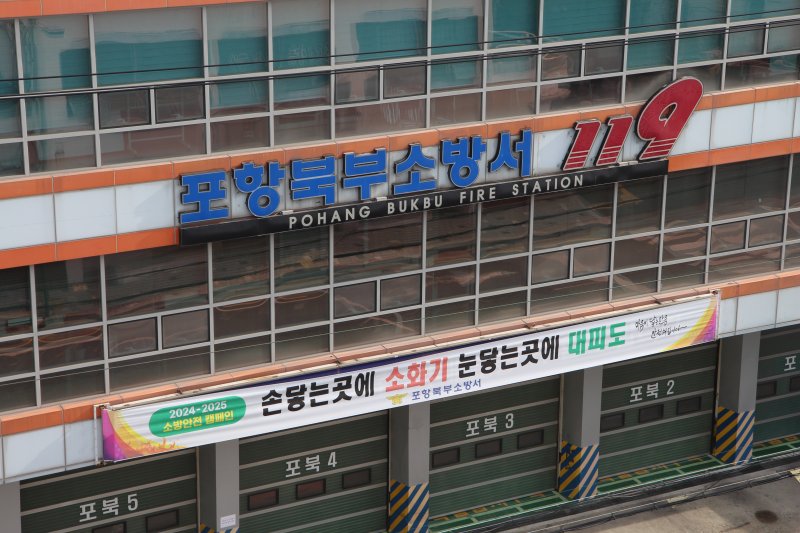 포항북부소방서 119
POHANG BUKBU FIRE STATION
2024-2025
소방안전 캠페인
손닿는곳에 소화기 눈닿는곳에 대피도
포항북부소방서
포북 5
포북 4
포북 3
포북 2